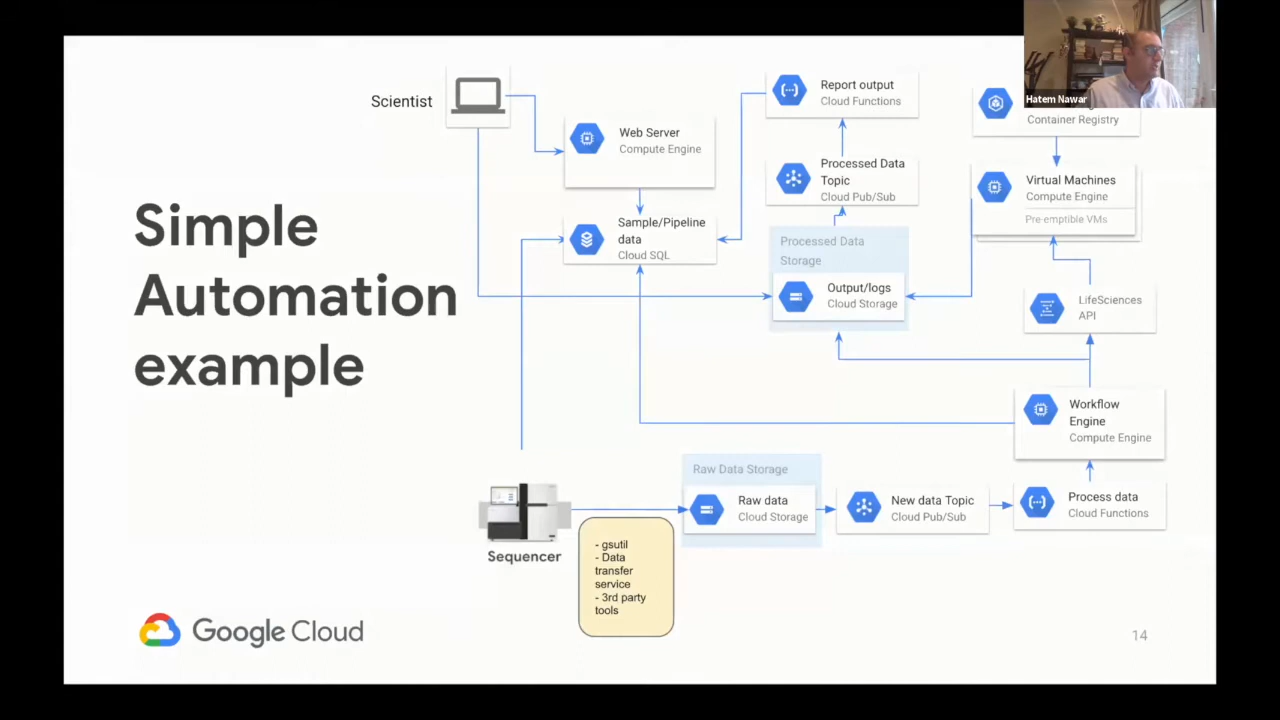 Simple
Automation
example
Scientist
Web Server
Compute Engine
Sample/Pipeline
data
Cloud SQL
Report output
Cloud Functions
Processed Data
Topic
Cloud Pub/Sub
Processed Data
Storage
Output/logs
Cloud Storage
Hatem Nawar
Container Registry
Virtual Machines
Compute Engine
Pre-emptible VMs
LifeSciences
API
Workflow
Engine
Compute Engine
Process data
Cloud Functions
New data Topic
Cloud Pub/Sub
Raw Data Storage
Raw data
Cloud Storage
Sequencer
- gsutil
- Data
transfer
service
- 3rd party
tools
Google Cloud
14